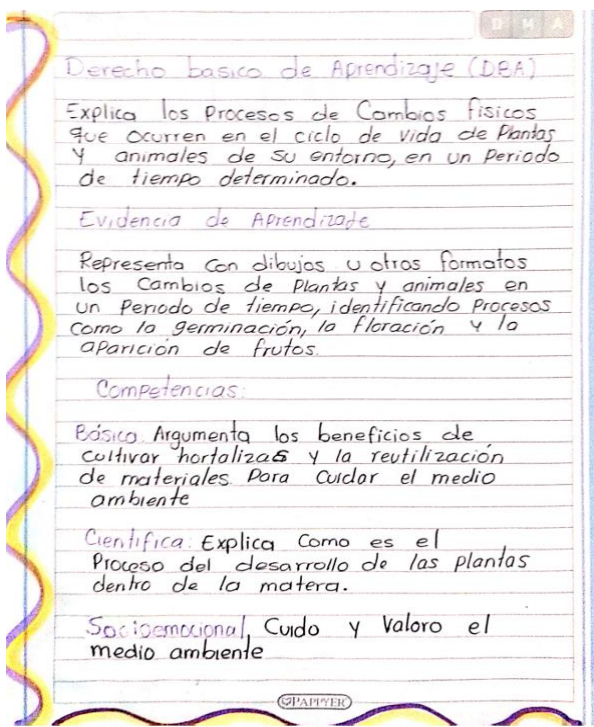 D M A
Derecho basico de Aprendizaje (DBA)
Explica los Procesos de Cambios fisicos
que ocurren en el ciclo de vida de Plantas
y animales de su entorno, en un Periodo
de tiempo determinado.
Evidencia de Aprendizaje
Representa con dibujos u otros formatos
los Cambios de Plantas y animales en
un Periodo de tiempo, identificando Procesos
como la germinación, la floración y la
aparición de frutos.
Competencias:
Básica: Argumenta los beneficios de
cultivar hortalizas y la reutilización
de materiales Para Cuidar el medio
ambiente
Científica: Explica Como es el
Proceso del desarrollo de las plantas
dentro de la matera.
Socioemocional Cuido y Valoro el
medio ambiente
PAPPYER